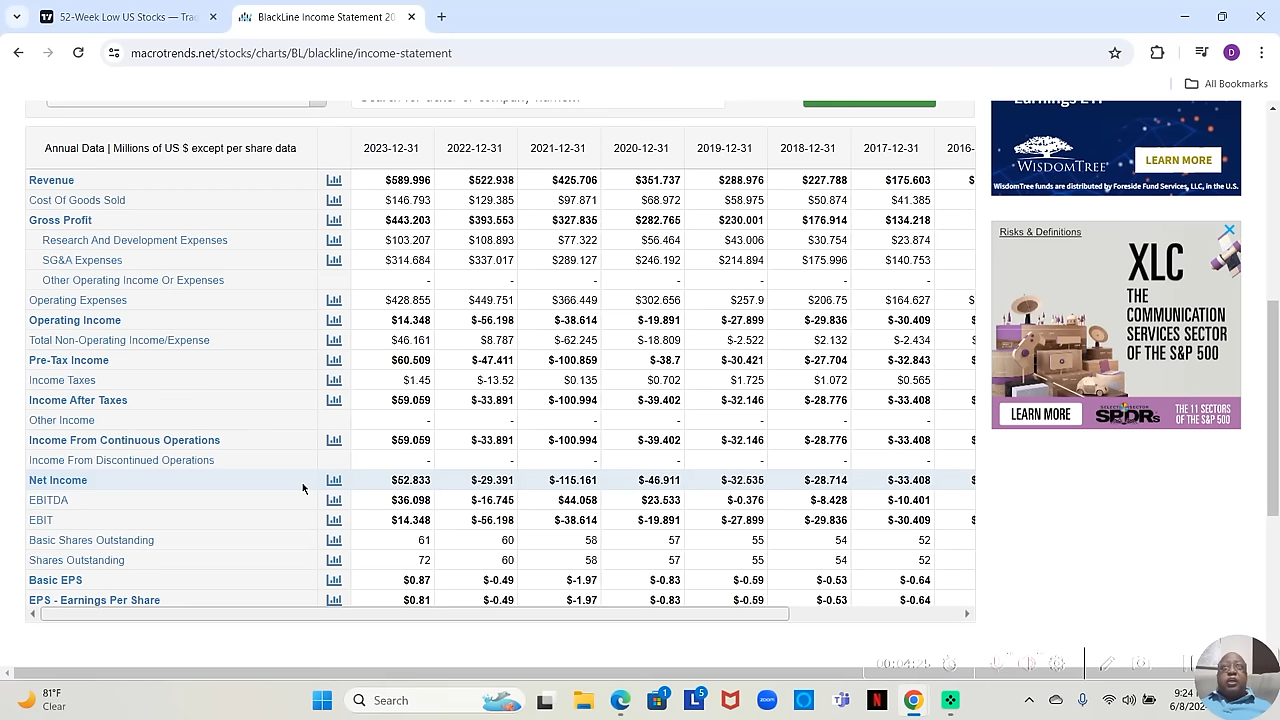 52-Week Low US Stocks — Tra
BlackLine Income Statement 20
macrotrends.net/stocks/charts/BL/blackline/income-statement
D
All Bookmarks
WISDOMTREE®
LEARN MORE
WisdomTree funds are distributed by Foreside Fund Services, LLC, in the U.S.
Annual Data | Millions of US $ except per share data 2023-12-31 2022-12-31 2021-12-31 2020-12-31 2019-12-31 2018-12-31 2017-12-31 2016-
Revenue $589.996 $522.938 $425.706 $351.737 $288.976 $227.788 $175.603 $
Cost Of Goods Sold $146.793 $129.385 $97.871 $68.972 $58.975 $50.874 $41.385
Gross Profit $443.203 $393.553 $327.835 $282.765 $230.001 $176.914 $134.218
Research And Development Expenses $103.207 $108.893 $77.322 $56.464 $43.006 $30.754 $23.874
SG&A Expenses $314.684 $337.017 $289.127 $246.192 $214.894 $175.996 $140.753
Other Operating Income Or Expenses - - - - - - -
Operating Expenses $428.855 $449.751 $366.449 $302.656 $257.9 $206.75 $164.627 $
Operating Income $14.348 $-56.198 $-38.614 $-19.891 $-27.899 $-29.836 $-30.409 $
Total Non-Operating Income/Expense $46.161 $8.787 $-62.245 $-18.809 $-2.522 $2.132 $-2.434 $
Pre-Tax Income $60.509 $-47.411 $-100.859 $-38.7 $-30.421 $-27.704 $-32.843 $
Income Taxes $1.45 $-13.52 $0.135 $0.702 $1.725 $1.072 $0.565
Income After Taxes $59.059 $-33.891 $-100.994 $-39.402 $-32.146 $-28.776 $-33.408 $
Other Income - - - - - - -
Income From Continuous Operations $59.059 $-33.891 $-100.994 $-39.402 $-32.146 $-28.776 $-33.408 $
Income From Discontinued Operations - - - - - - -
Net Income $52.833 $-29.391 $-115.161 $-46.911 $-32.535 $-28.714 $-33.408 $
EBITDA $36.098 $-16.745 $44.058 $23.533 $-0.376 $-8.428 $-10.401 $
EBIT $14.348 $-56.198 $-38.614 $-19.891 $-27.899 $-29.836 $-30.409 $
Basic Shares Outstanding 61 60 58 57 55 54 52
Shares Outstanding 72 60 58 57 55 54 52
Basic EPS $0.87 $-0.49 $-1.97 $-0.83 $-0.59 $-0.53 $-0.64
EPS - Earnings Per Share $0.81 $-0.49 $-1.97 $-0.83 $-0.59 $-0.53 $-0.64
Risks & Definitions
XLC
THE
COMMUNICATION
SERVICES SECTOR
OF THE S&P 500
LEARN MORE
SELECT SECTOR
SPDRs
THE 11 SECTORS
OF THE S&P 500
81°F
Clear
Search
1
5
zoom
N
9:24
6/8/202